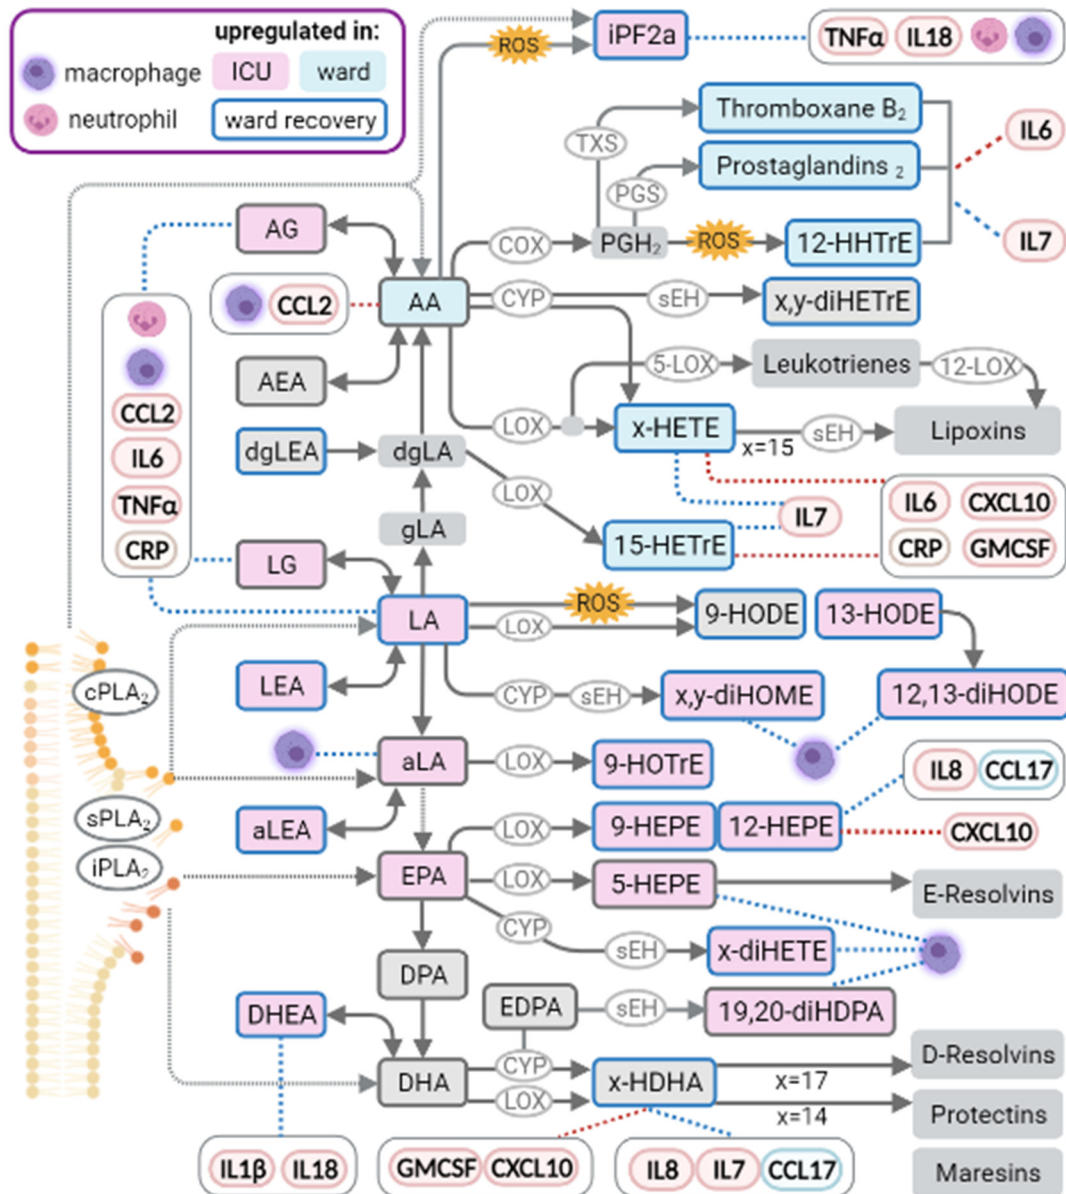 upregulated in:
macrophage
ICU
ward
neutrophil
ward recovery
ROS
iPF2a
TNFα
IL18
TXS
Thromboxane B₂
IL6
PGS
Prostaglandins ₂
AG
COX
PGH₂
ROS
12-HHTrE
IL7
CCL2
AA
CYP
sEH
x,y-diHETrE
AEA
5-LOX
Leukotrienes
12-LOX
CCL2
LOX
x-HETE
x=15
sEH
Lipoxins
IL6
dgLEA
dgLA
LOX
TNFα
IL7
IL6
CXCL10
CRP
gLA
15-HETrE
CRP
GMCSF
LG
LA
ROS
LOX
9-HODE
13-HODE
cPLA₂
LEA
CYP
sEH
x,y-diHOME
12,13-diHODE
aLA
LOX
9-HOTrE
IL8
CCL17
sPLA₂
aLEA
LOX
9-HEPE
12-HEPE
CXCL10
iPLA₂
EPA
LOX
5-HEPE
E-Resolvins
CYP
sEH
x-diHETE
DPA
DHEA
EDPA
sEH
19,20-diHDPA
DHA
CYP
LOX
x-HDHA
x=17
D-Resolvins
x=14
Protectins
IL1β
IL18
GMCSF
CXCL10
IL8
IL7
CCL17
Maresins